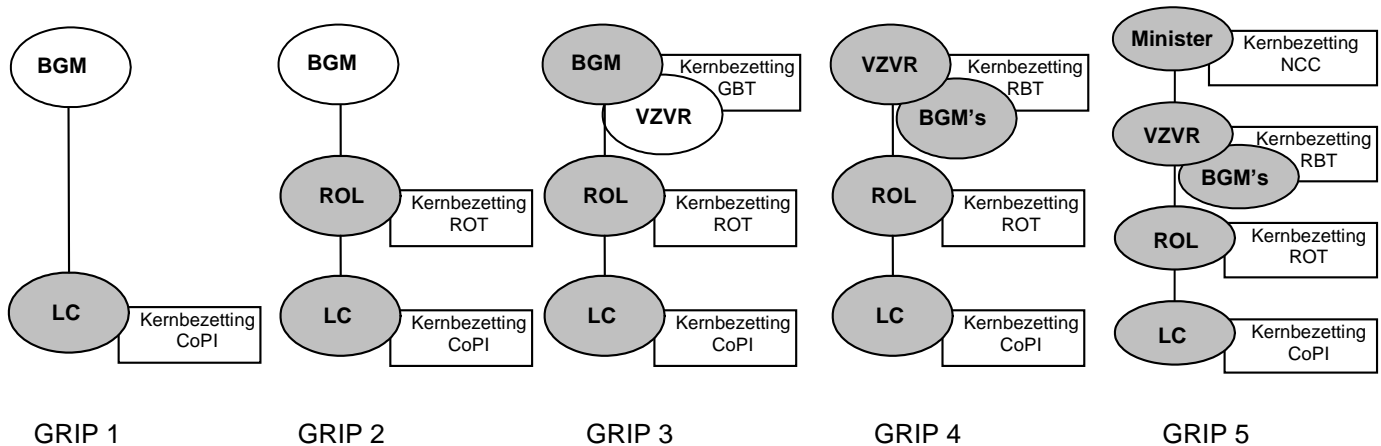 BGM
LC
Kernbezetting
CoPI
GRIP 1
BGM
ROL
Kernbezetting
ROT
LC
Kernbezetting
CoPI
GRIP 2
BGM
Kernbezetting
GBT
VZVR
ROL
Kernbezetting
ROT
LC
Kernbezetting
CoPI
GRIP 3
VZVR
Kernbezetting
RBT
BGM's
ROL
Kernbezetting
ROT
LC
Kernbezetting
CoPI
GRIP 4
Minister
Kernbezetting
NCC
VZVR
Kernbezetting
RBT
BGM's
ROL
Kernbezetting
ROT
LC
Kernbezetting
CoPI
GRIP 5